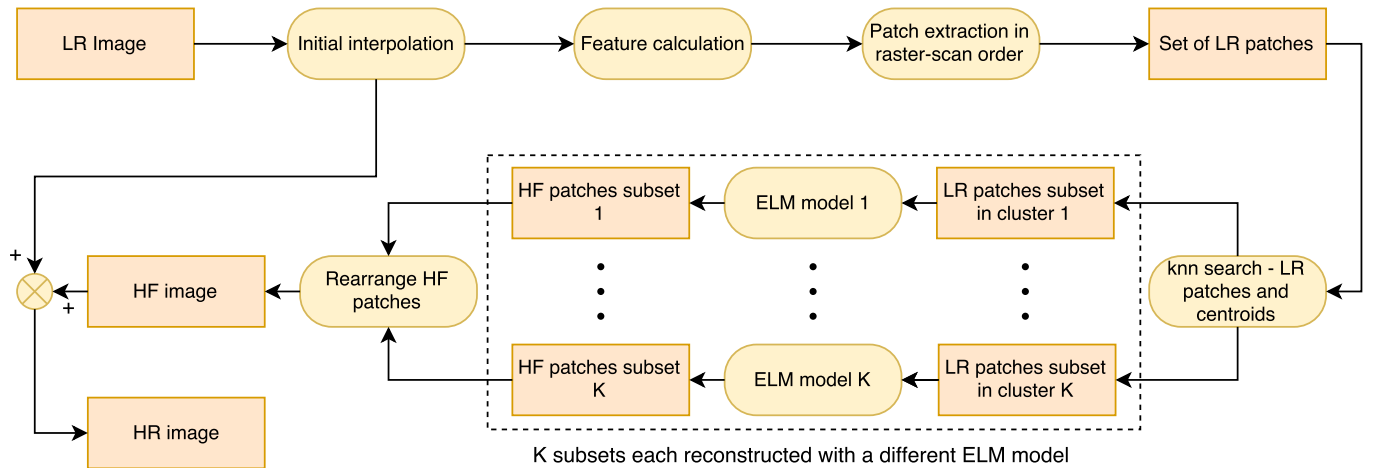 LR Image
Initial interpolation
Feature calculation
Patch extraction in
raster-scan order
Set of LR patches
HF patches subset
1
ELM model 1
LR patches subset
in cluster 1
+
HF image
+
Rearrange HF
patches
knn search - LR
patches and
centroids
HF patches subset
K
ELM model K
LR patches subset
in cluster K
HR image
K subsets each reconstructed with a different ELM model